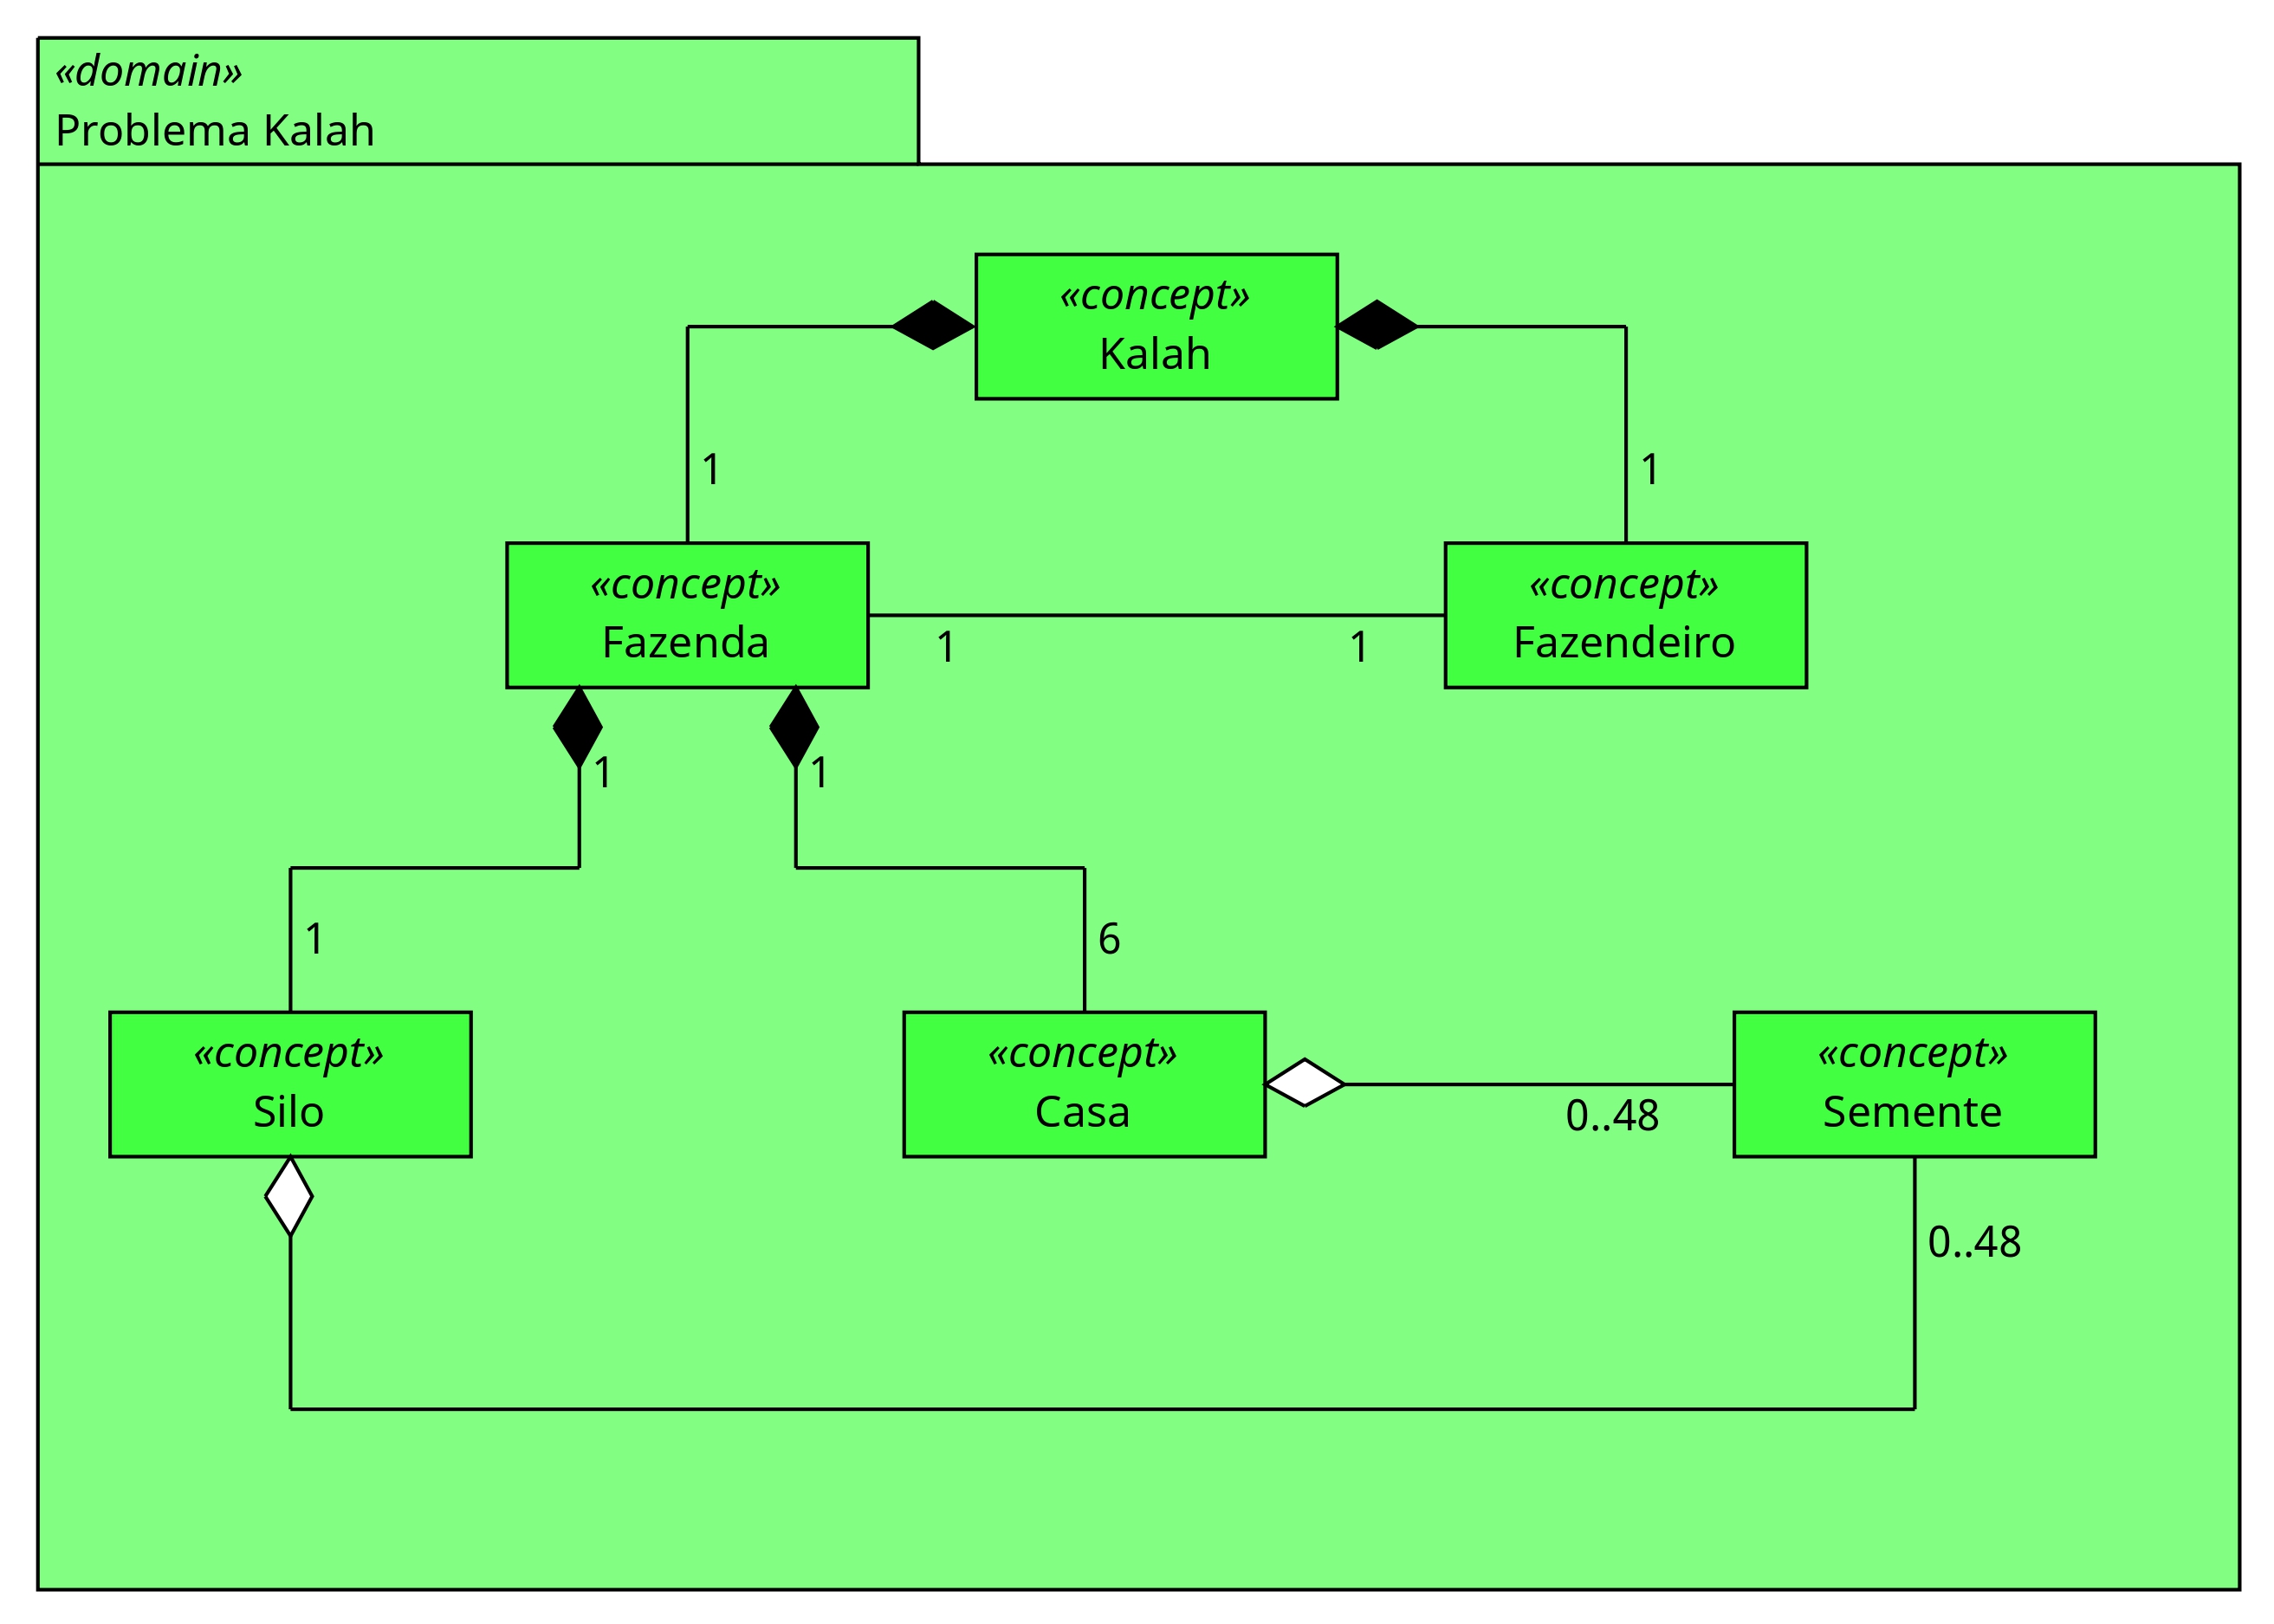 «domain»
Problema Kalah
«concept»
Kalah
1
1
«concept»
Fazenda
«concept»
Fazendeiro
1
1
1
1
1
6
«concept»
Silo
«concept»
Casa
«concept»
Semente
0..48
0..48